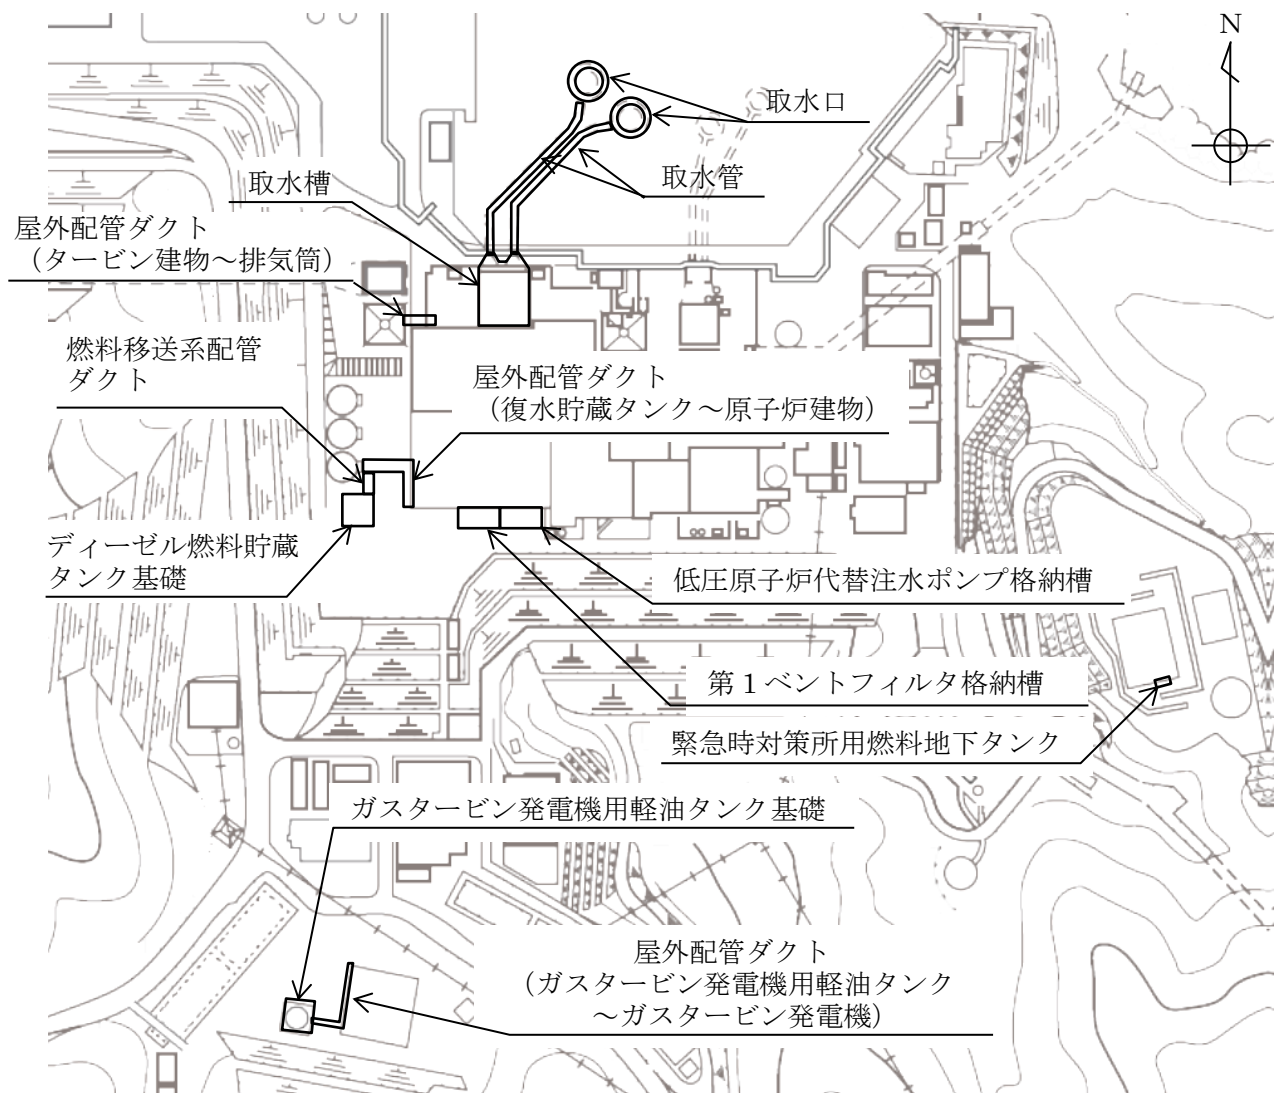 N
取水口
取水管
取水槽
屋外配管ダクト
（タービン建物～排気筒）
燃料移送系配管
ダクト
屋外配管ダクト
（復水貯蔵タンク～原子炉建物）
ディーゼル燃料貯蔵
タンク基礎
低圧原子炉代替注水ポンプ格納槽
第１ベントフィルタ格納槽
緊急時対策所用燃料地下タンク
ガスタービン発電機用軽油タンク基礎
屋外配管ダクト
（ガスタービン発電機用軽油タンク
～ガスタービン発電機）